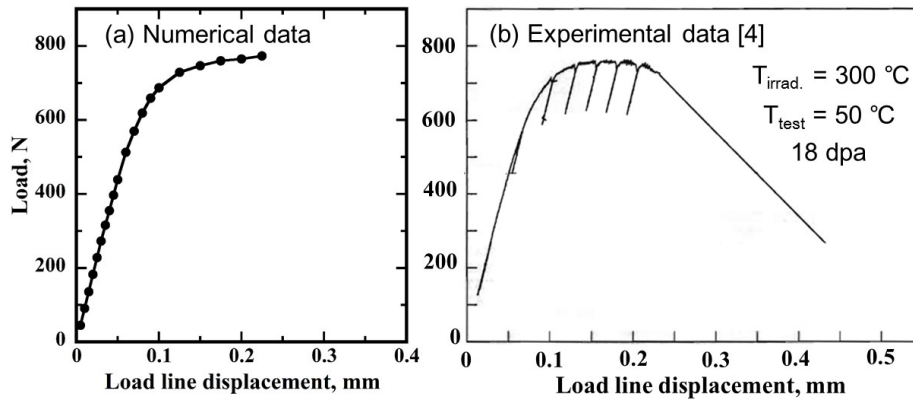 (a) Numerical data
800
600
400
200
0
0
0.1
0.2
0.3
0.4
Load, N
Load line displacement, mm
(b) Experimental data [4]
T_irrad. = 300 °C
T_test = 50 °C
18 dpa
800
600
400
200
0
0
0.1
0.2
0.3
0.4
0.5
Load line displacement, mm